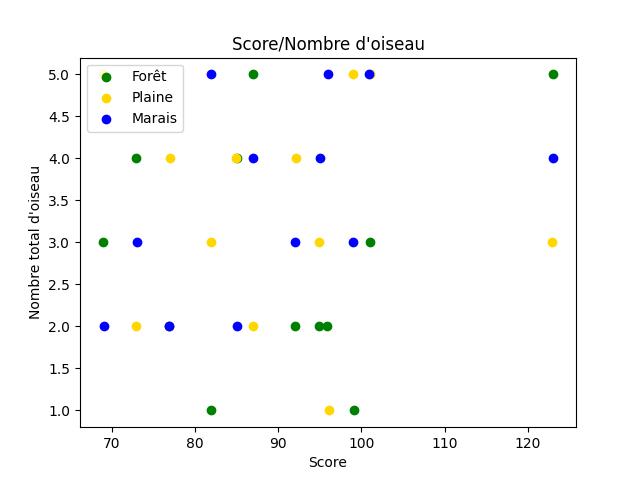 Score/Nombre d'oiseau
Forêt
Plaine
Marais
5.0
4.5
4.0
3.5
3.0
2.5
2.0
1.5
1.0
Nombre total d'oiseau
70 80 90 100 110 120
Score